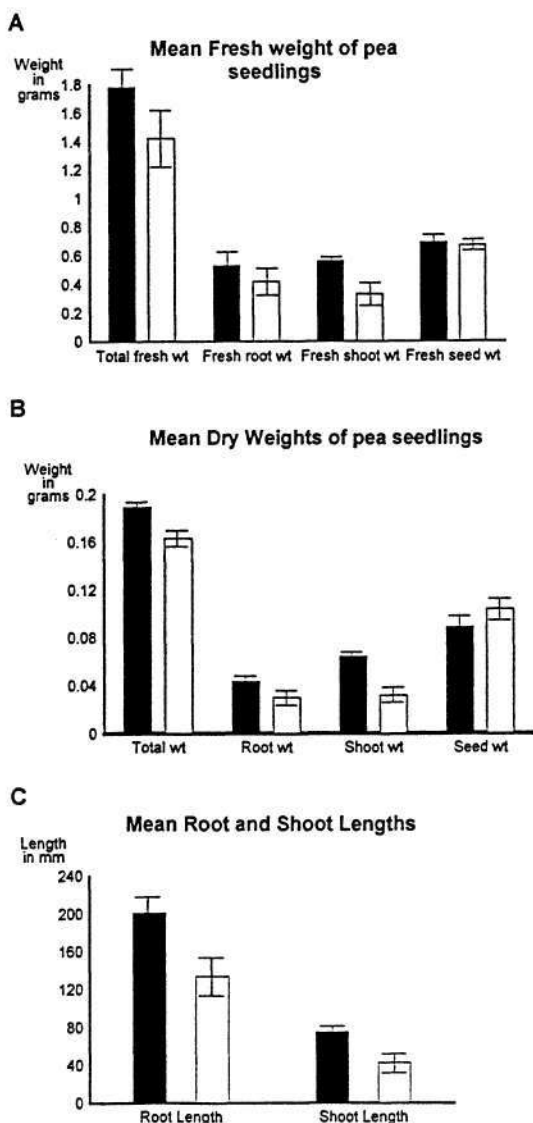 A
Mean Fresh weight of pea
seedlings
Weight
in
grams
1.8
1.6
1.4
1.2
1
0.8
0.6
0.4
0.2
0
Total fresh wt Fresh root wt Fresh shoot wt Fresh seed wt
B
Mean Dry Weights of pea seedlings
Weight
in
grams
0.2
0.16
0.12
0.08
0.04
0
Total wt Root wt Shoot wt Seed wt
C
Mean Root and Shoot Lengths
Length
in mm
240
200
160
120
80
40
0
Root Length Shoot Length